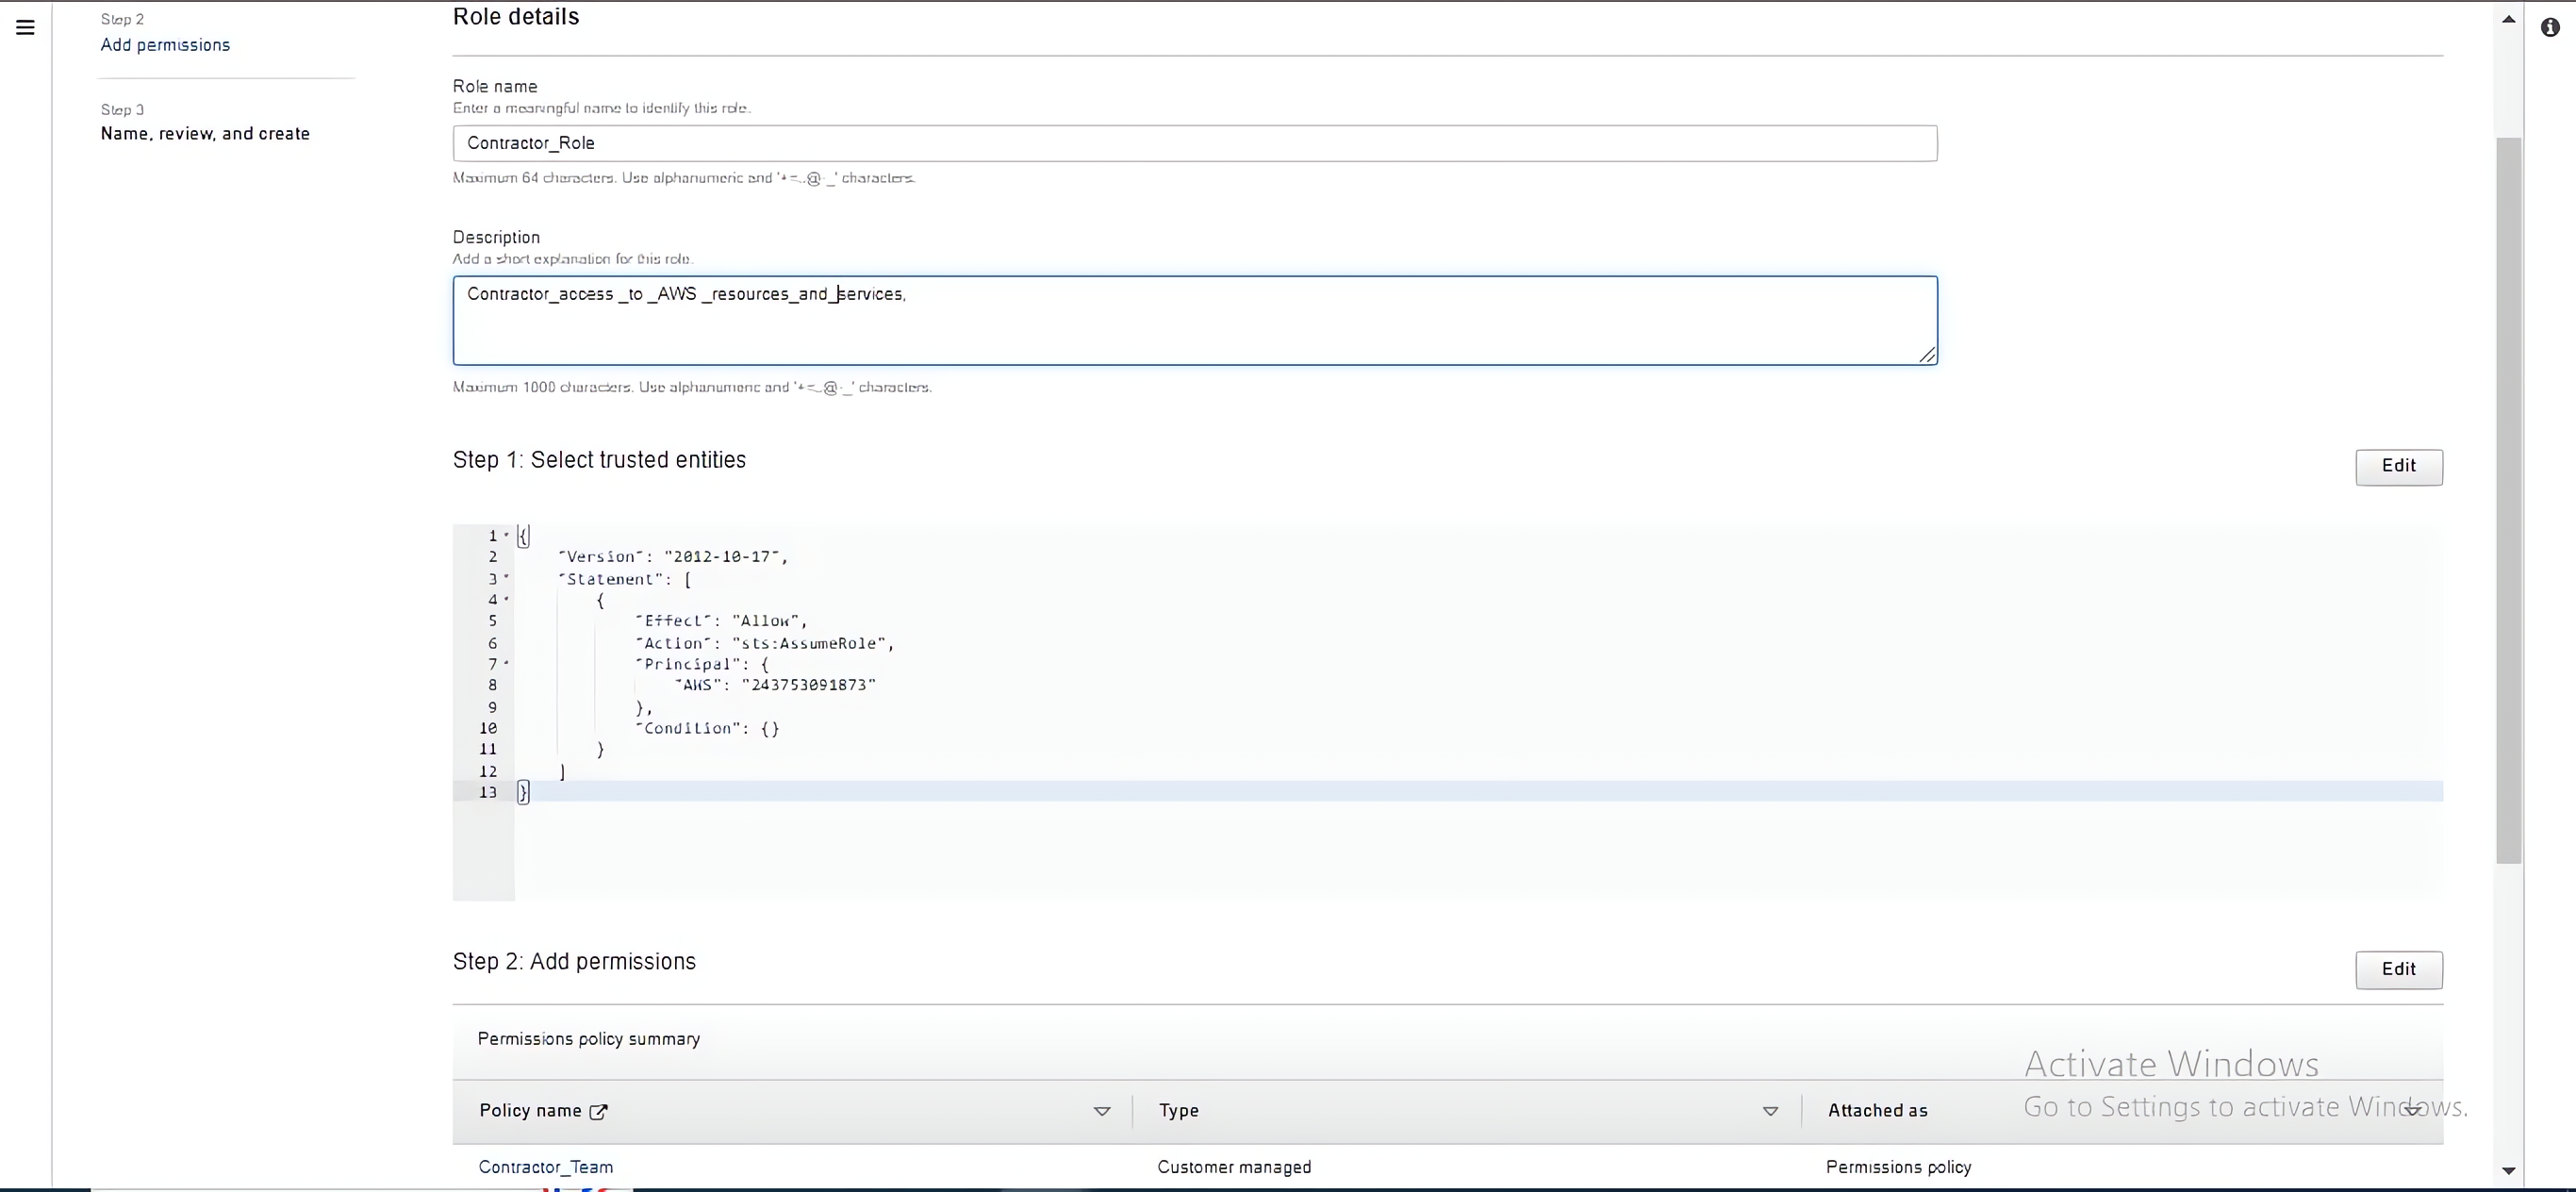 Step 2
Add permissions
Step 3
Name, review, and create
Role details
Role name
Enter a meaningful name to identify this role.
Contractor_Role
Maximum 64 characters. Use alphanumeric and '+=,.@-_' characters.
Description
Add a short explanation for this role.
Contractor_access _to _AWS _resources_and_services,
Maximum 1000 characters. Use alphanumeric and '+=,.@-_' characters.
Step 1: Select trusted entities
Edit
1 {
2 "Version": "2012-10-17",
3 "Statement": [
4 {
5 "Effect": "Allow",
6 "Action": "sts:AssumeRole",
7 "Principal": {
8 "AWS": "243753091873"
9 },
10 "Condition": {}
11 }
12 ]
13 }
Step 2: Add permissions
Edit
Permissions policy summary
Policy name Type Attached as
Contractor_Team Customer managed Permissions policy
Activate Windows
Go to Settings to activate Windows.